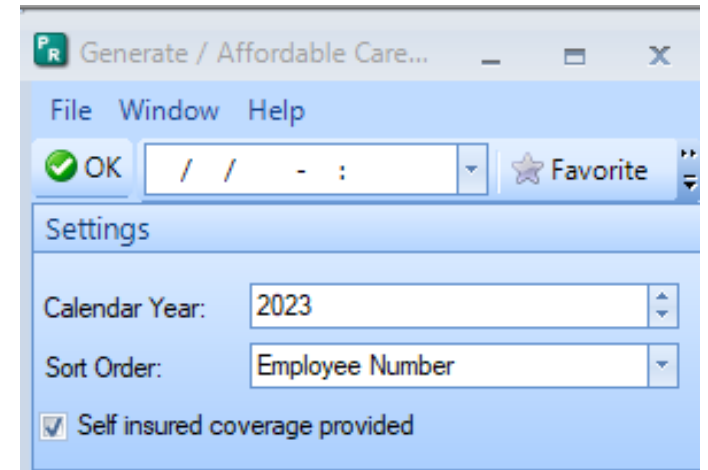 PR Generate / Affordable Care...
File Window Help
OK / / - : Favorite
Settings
Calendar Year: 2023
Sort Order: Employee Number
Self insured coverage provided